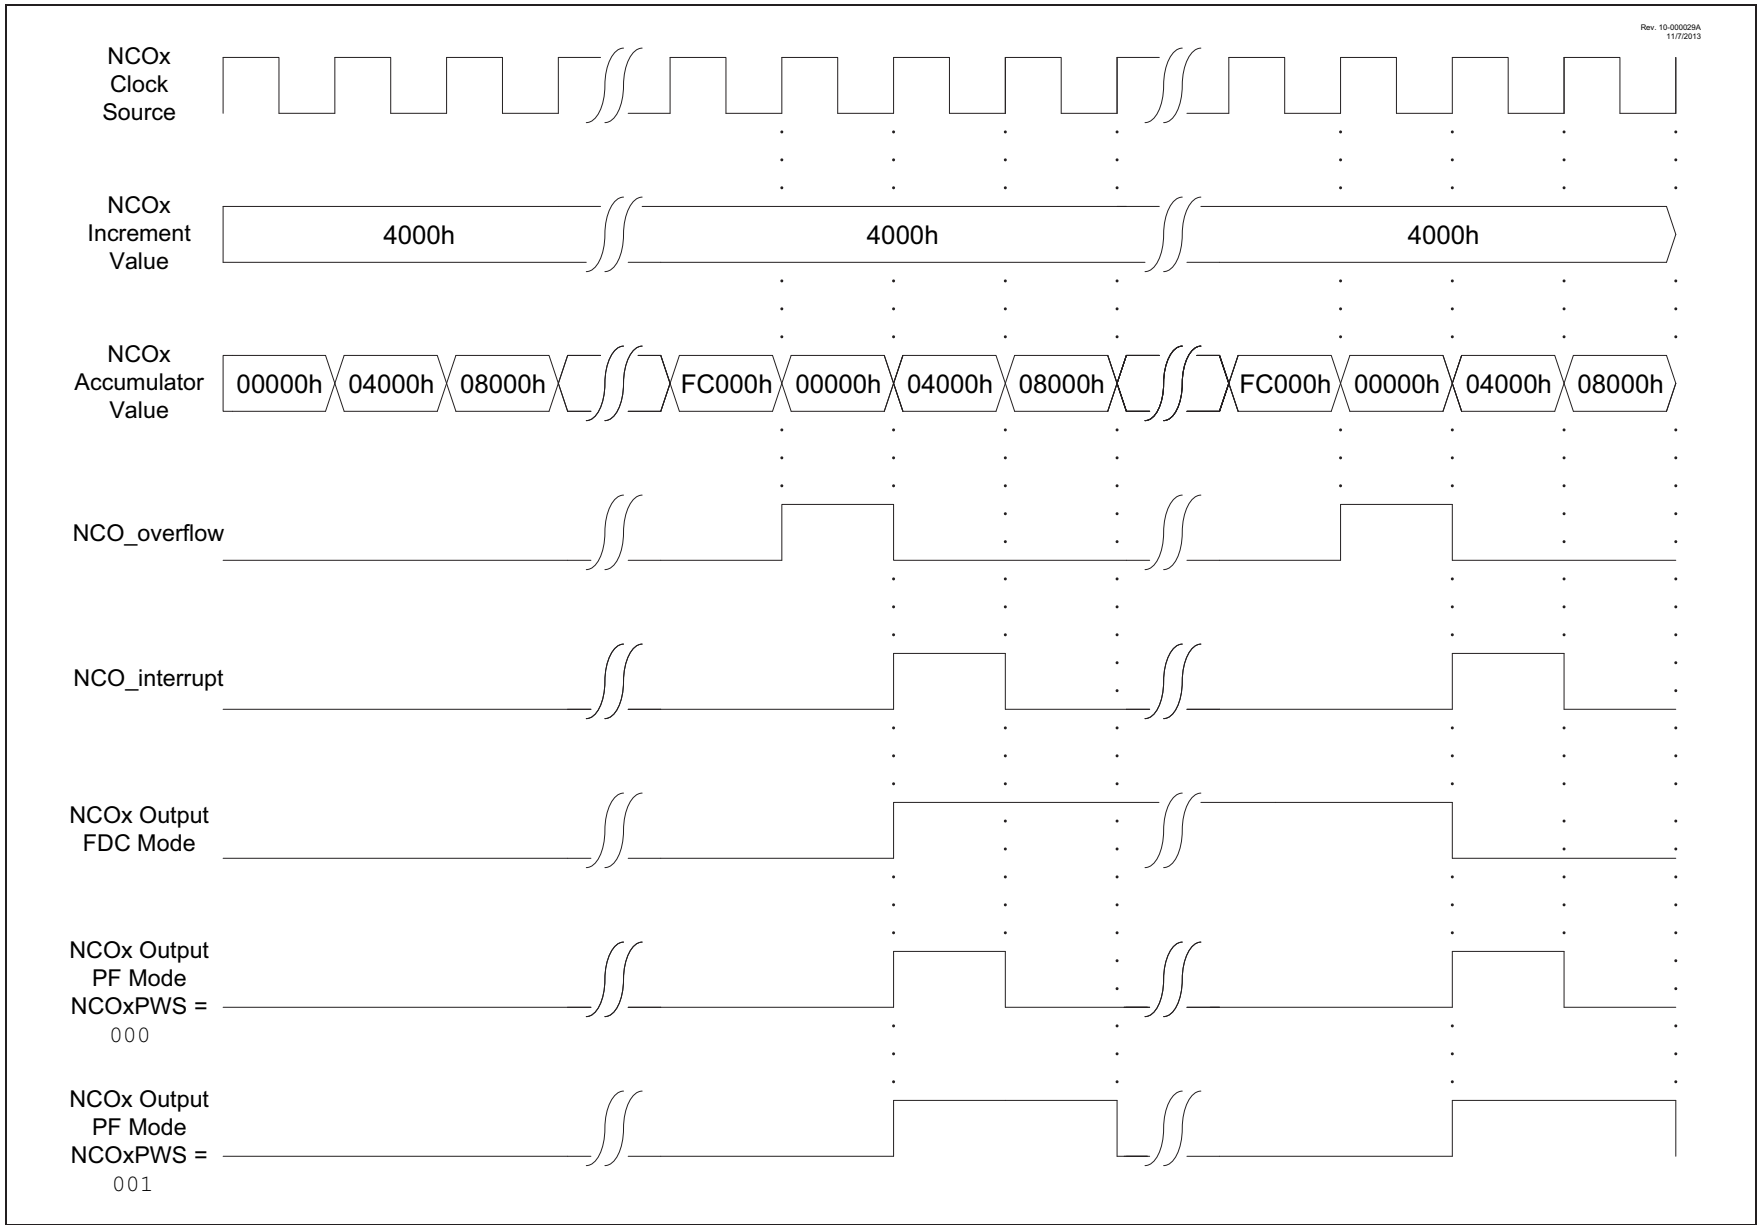 Rev. 10-000029A
11/7/2013
NCOx
Clock
Source
NCOx
Increment
Value
4000h
4000h
4000h
NCOx
Accumulator
Value
00000h
04000h
08000h
FC000h
00000h
04000h
08000h
FC000h
00000h
04000h
08000h
NCO_overflow
NCO_interrupt
NCOx Output
FDC Mode
NCOx Output
PF Mode
NCOxPWS =
000
NCOx Output
PF Mode
NCOxPWS =
001